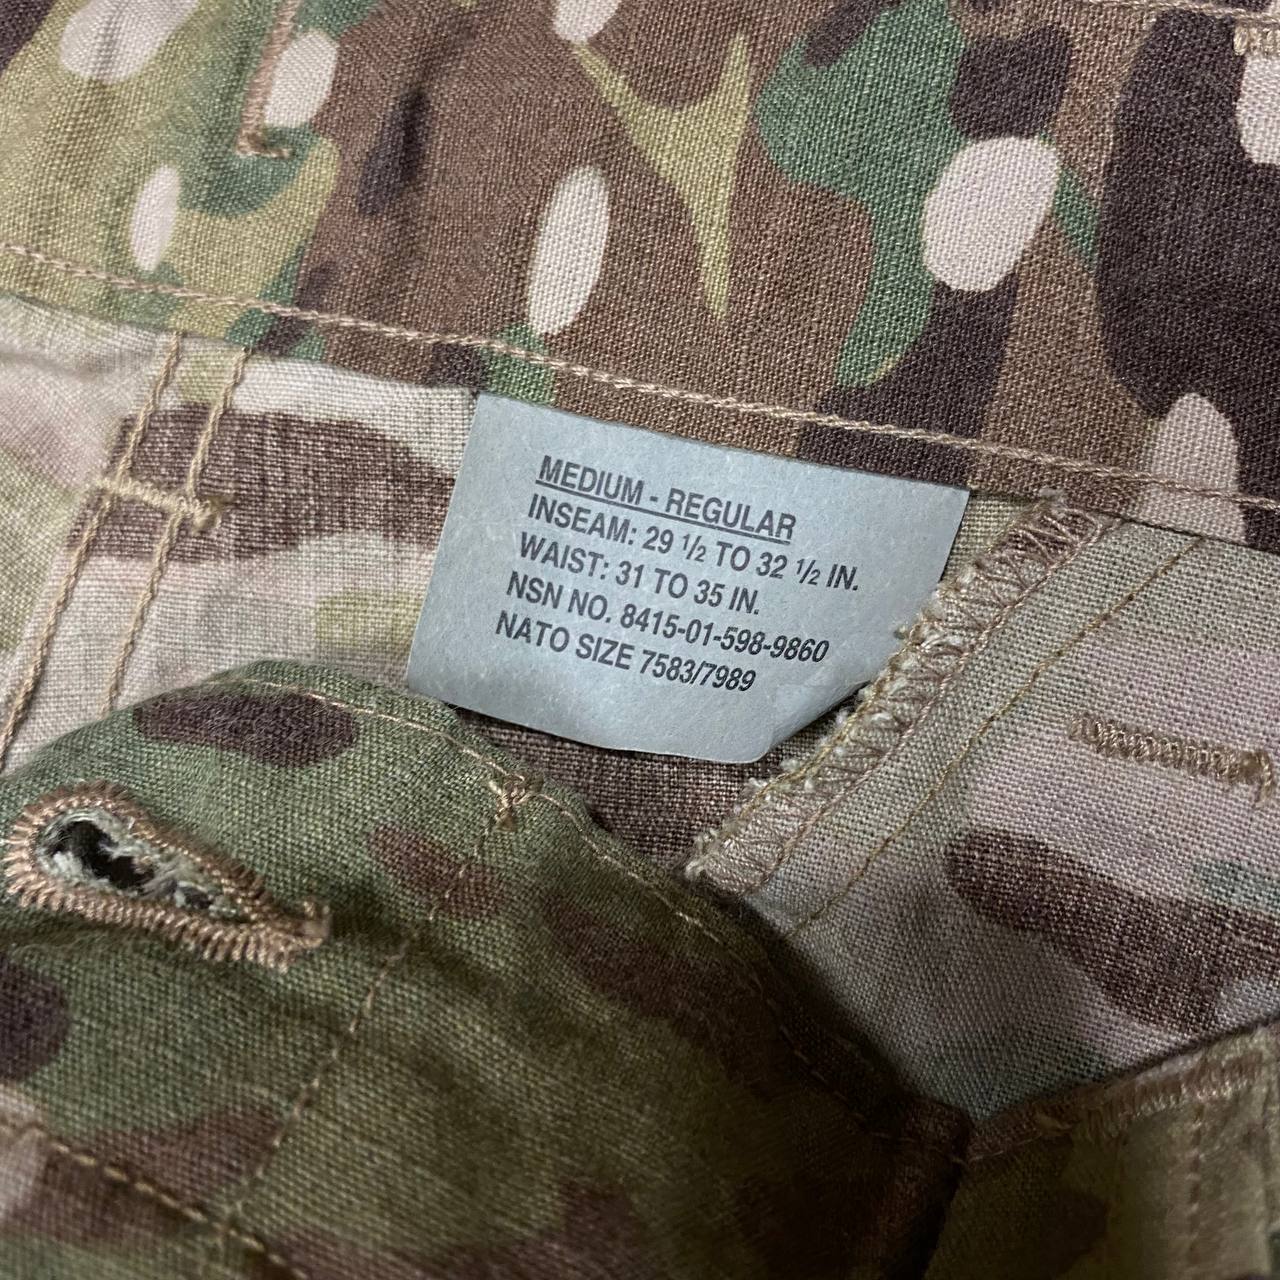 MEDIUM - REGULAR
INSEAM: 29 1/2 TO 32 1/2 IN.
WAIST: 31 TO 35 IN.
NSN NO. 8415-01-598-9860
NATO SIZE 7583/7989